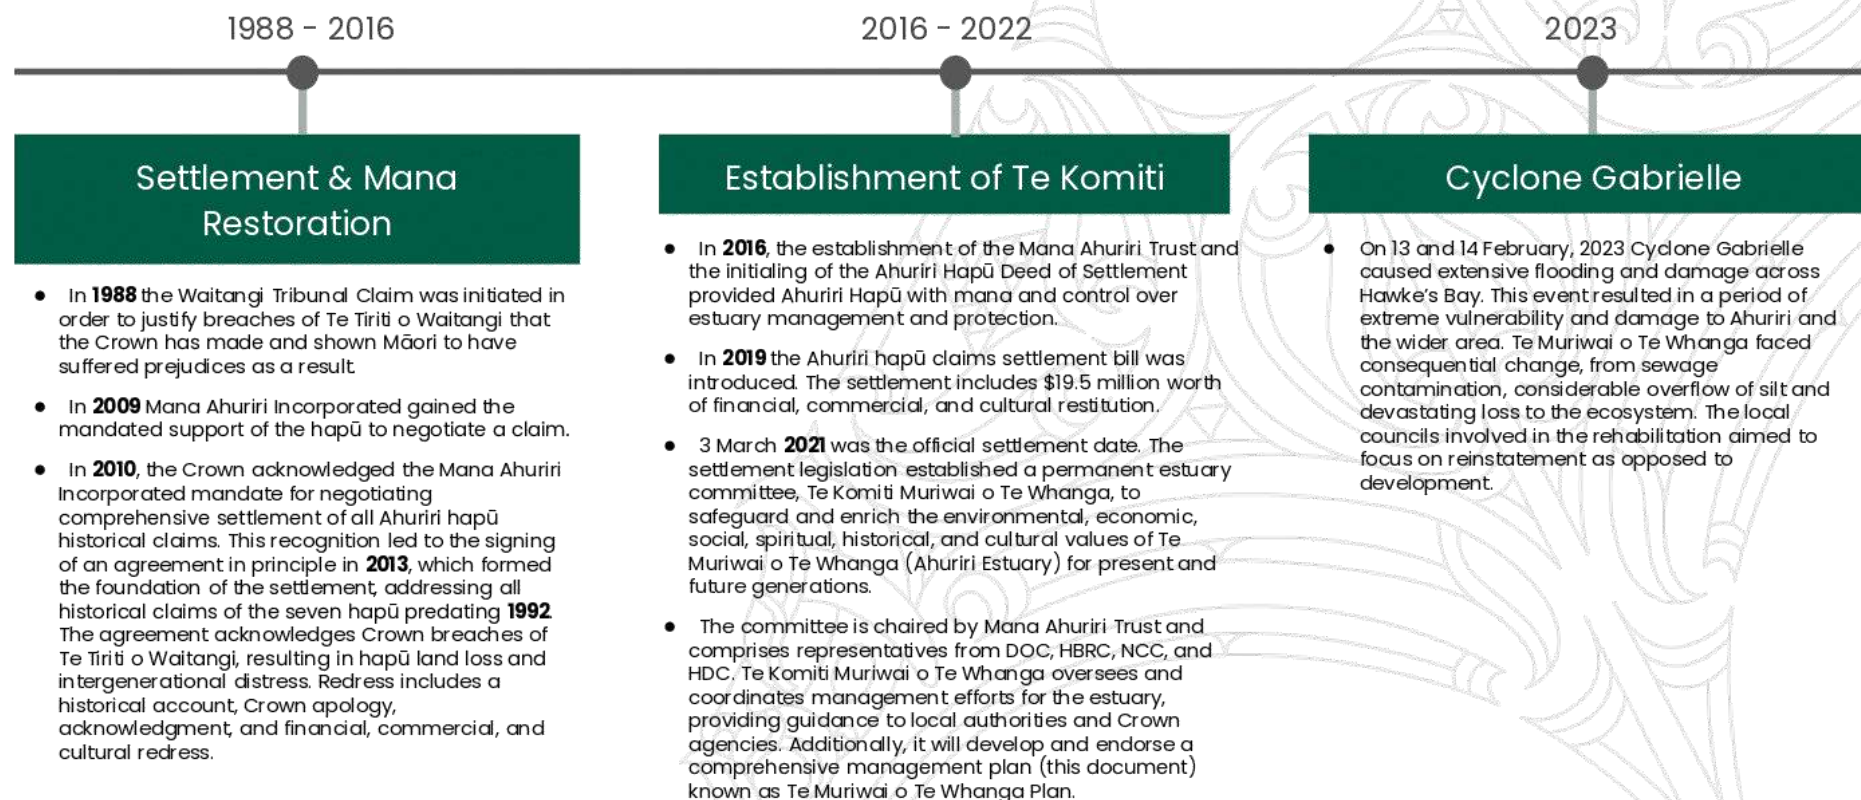 1988 - 2016
Settlement & Mana
Restoration
● In 1988 the Waitangi Tribunal Claim was initiated in
order to justify breaches of Te Tiriti o Waitangi that
the Crown has made and shown Māori to have
suffered prejudices as a result.
● In 2009 Mana Ahuriri Incorporated gained the
mandated support of the hapū to negotiate a claim.
● In 2010, the Crown acknowledged the Mana Ahuriri
Incorporated mandate for negotiating
comprehensive settlement of all Ahuriri hapū
historical claims. This recognition led to the signing
of an agreement in principle in 2013, which formed
the foundation of the settlement, addressing all
historical claims of the seven hapū predating 1992.
The agreement acknowledges Crown breaches of
Te Tiriti o Waitangi, resulting in hapū land loss and
intergenerational distress. Redress includes a
historical account, Crown apology,
acknowledgment, and financial, commercial, and
cultural redress.
2016 - 2022
Establishment of Te Komiti
● In 2016, the establishment of the Mana Ahuriri Trust and
the initialing of the Ahuriri Hapū Deed of Settlement
provided Ahuriri Hapū with mana and control over
estuary management and protection.
● In 2019 the Ahuriri hapū claims settlement bill was
introduced. The settlement includes $19.5 million worth
of financial, commercial, and cultural restitution.
● 3 March 2021 was the official settlement date. The
settlement legislation established a permanent estuary
committee, Te Komiti Muriwai o Te Whanga, to
safeguard and enrich the environmental, economic,
social, spiritual, historical, and cultural values of Te
Muriwai o Te Whanga (Ahuriri Estuary) for present and
future generations.
● The committee is chaired by Mana Ahuriri Trust and
comprises representatives from DOC, HBRC, NCC, and
HDC. Te Komiti Muriwai o Te Whanga oversees and
coordinates management efforts for the estuary,
providing guidance to local authorities and Crown
agencies. Additionally, it will develop and endorse a
comprehensive management plan (this document)
known as Te Muriwai o Te Whanga Plan.
2023
Cyclone Gabrielle
● On 13 and 14 February, 2023 Cyclone Gabrielle
caused extensive flooding and damage across
Hawke's Bay. This event resulted in a period of
extreme vulnerability and damage to Ahuriri and
the wider area. Te Muriwai o Te Whanga faced
consequential change, from sewage
contamination, considerable overflow of silt and
devastating loss to the ecosystem. The local
councils involved in the rehabilitation aimed to
focus on reinstatement as opposed to
development.